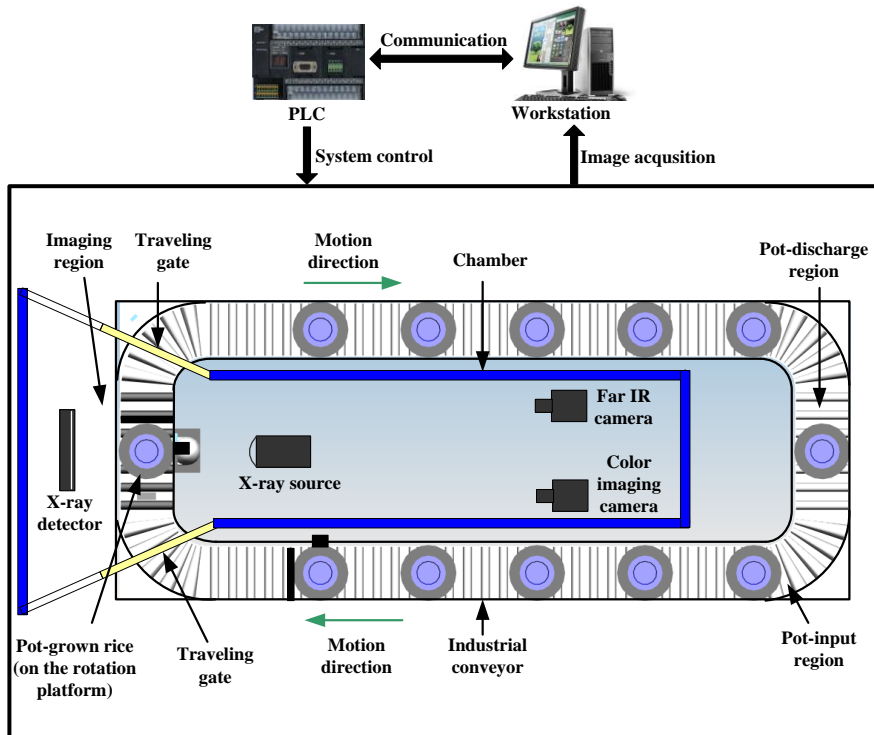 Communication
PLC
Workstation
System control
Image acqusition
Imaging
region
Traveling
gate
Motion
direction
Chamber
Pot-discharge
region
Far IR
camera
X-ray source
Color
imaging
camera
X-ray
detector
Pot-grown rice
(on the rotation
platform)
Traveling
gate
Motion
direction
Industrial
conveyor
Pot-input
region